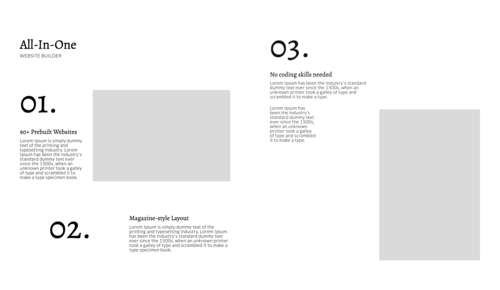 All-In-One
WEBSITE BUILDER
01.
90+ Prebuilt Websites
Lorem Ipsum is simply dummy
text of the printing and
typesetting industry. Lorem
Ipsum has been the industry's
standard dummy text ever
since the 1500s, when an
unknown printer took a galley
of type and scrambled it to
make a type specimen book.
02.
Magazine-style Layout
Lorem Ipsum is simply dummy text of the
printing and typesetting industry. Lorem Ipsum
has been the industry's standard dummy text
ever since the 1500s, when an unknown printer
took a galley of type and scrambled it to make a
type specimen book.
03.
No coding skills needed
Lorem Ipsum has been the industry's standard
dummy text ever since the 1500s, when an
unknown printer took a galley of type and
scrambled it to make a type.
Lorem Ipsum has
been the industry's
standard dummy text
ever since the 1500s,
when an unknown
printer took a galley
of type and scrambled
it to make a type.